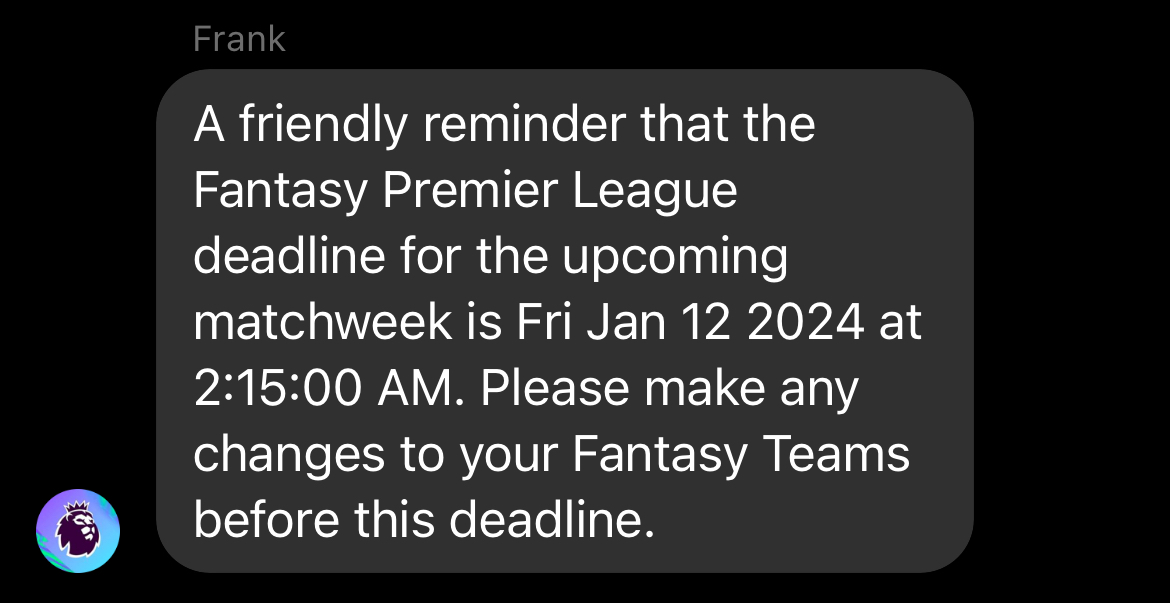 Frank
A friendly reminder that the
Fantasy Premier League
deadline for the upcoming
matchweek is Fri Jan 12 2024 at
2:15:00 AM. Please make any
changes to your Fantasy Teams
before this deadline.